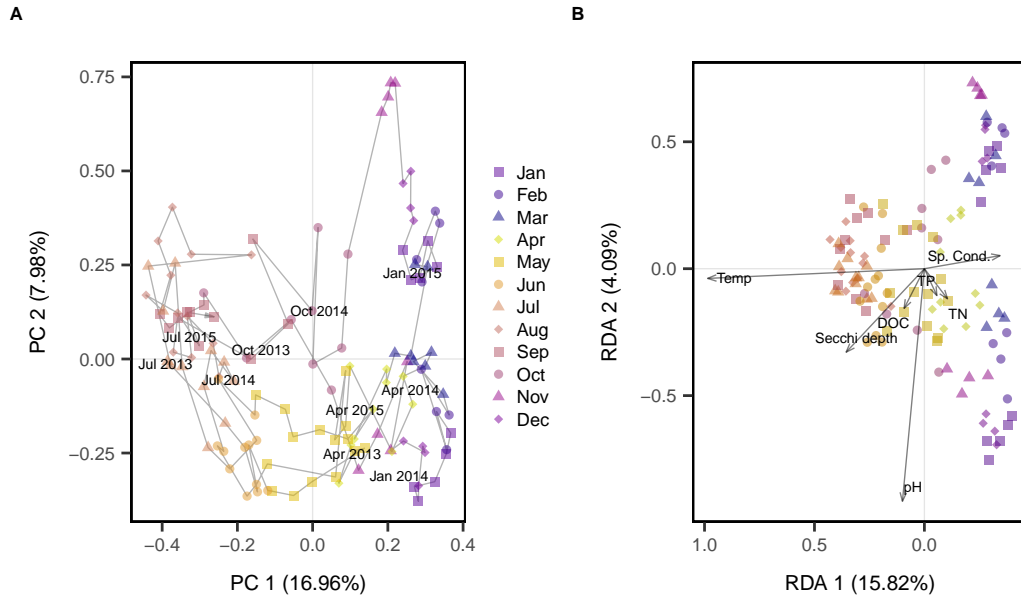 A
B
0.75
0.50
0.25
0.00
−0.25
PC 2 (7.98%)
−0.4
−0.2
0.0
0.2
0.4
PC 1 (16.96%)
Jan 2015
Oct 2014
Jul 2015
Oct 2013
Jul 2013
Jul 2014
Apr 2014
Apr 2015
Apr 2013
Jan 2014
Jan
Feb
Mar
Apr
May
Jun
Jul
Aug
Sep
Oct
Nov
Dec
0.5
0.0
−0.5
RDA 2 (4.09%)
1.0
0.5
0.0
RDA 1 (15.82%)
Sp. Cond.
Temp
TP
TN
DOC
Secchi depth
pH